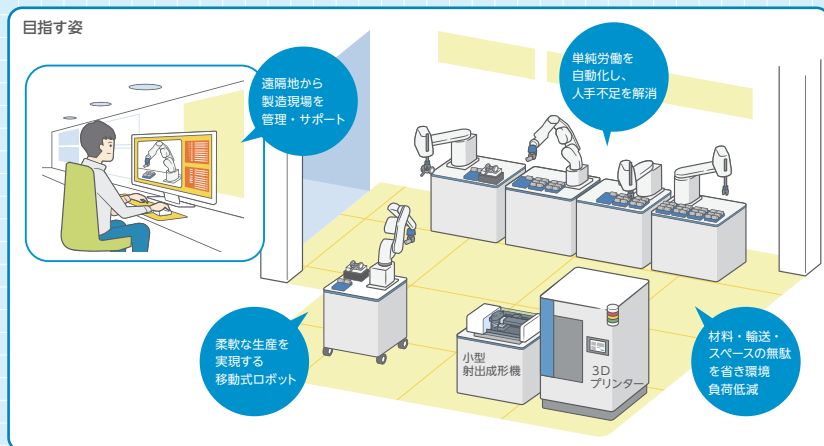 目指す姿
遠隔地から
製造現場を
管理・サポート
単純労働を
自動化し、
人手不足を解消
柔軟な生産を
実現する
移動式ロボット
小型
射出成形機
3D
プリンター
材料・輸送・
スペースの無駄
を省き環境
負荷低減